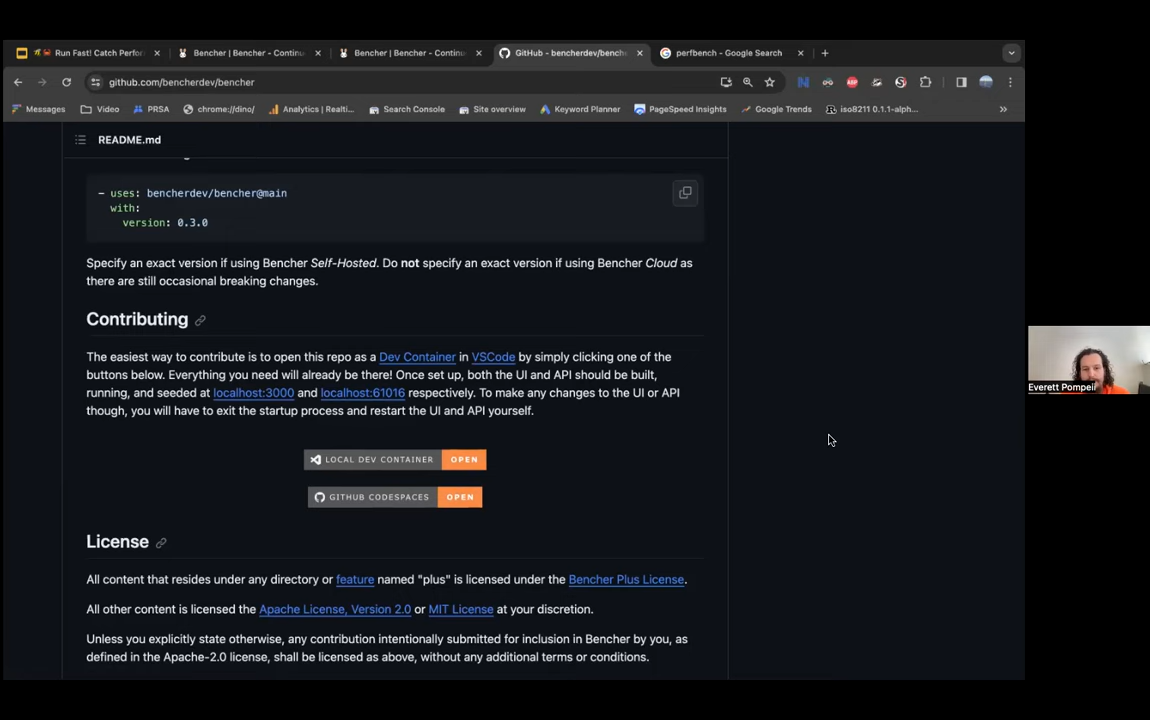 Run Fast! Catch Perfo
Bencher | Bencher - Continu
Bencher | Bencher - Continu
GitHub - bencherdev/benche
perfbench - Google Search
github.com/bencherdev/bencher
Messages
Video
PRSA
chrome://dino/
Analytics | Realti...
Search Console
Site overview
Keyword Planner
PageSpeed Insights
Google Trends
iso8211 0.1.1-alph...
README.md
- uses: bencherdev/bencher@main
with:
version: 0.3.0
Specify an exact version if using Bencher Self-Hosted. Do not specify an exact version if using Bencher Cloud as
there are still occasional breaking changes.
Contributing
The easiest way to contribute is to open this repo as a Dev Container in VSCode by simply clicking one of the
buttons below. Everything you need will already be there! Once set up, both the UI and API should be built,
running, and seeded at localhost:3000 and localhost:61016 respectively. To make any changes to the UI or API
though, you will have to exit the startup process and restart the UI and API yourself.
LOCAL DEV CONTAINER OPEN
GITHUB CODESPACES OPEN
License
All content that resides under any directory or feature named "plus" is licensed under the Bencher Plus License.
All other content is licensed the Apache License, Version 2.0 or MIT License at your discretion.
Unless you explicitly state otherwise, any contribution intentionally submitted for inclusion in Bencher by you, as
defined in the Apache-2.0 license, shall be licensed as above, without any additional terms or conditions.
Everett Pompeii